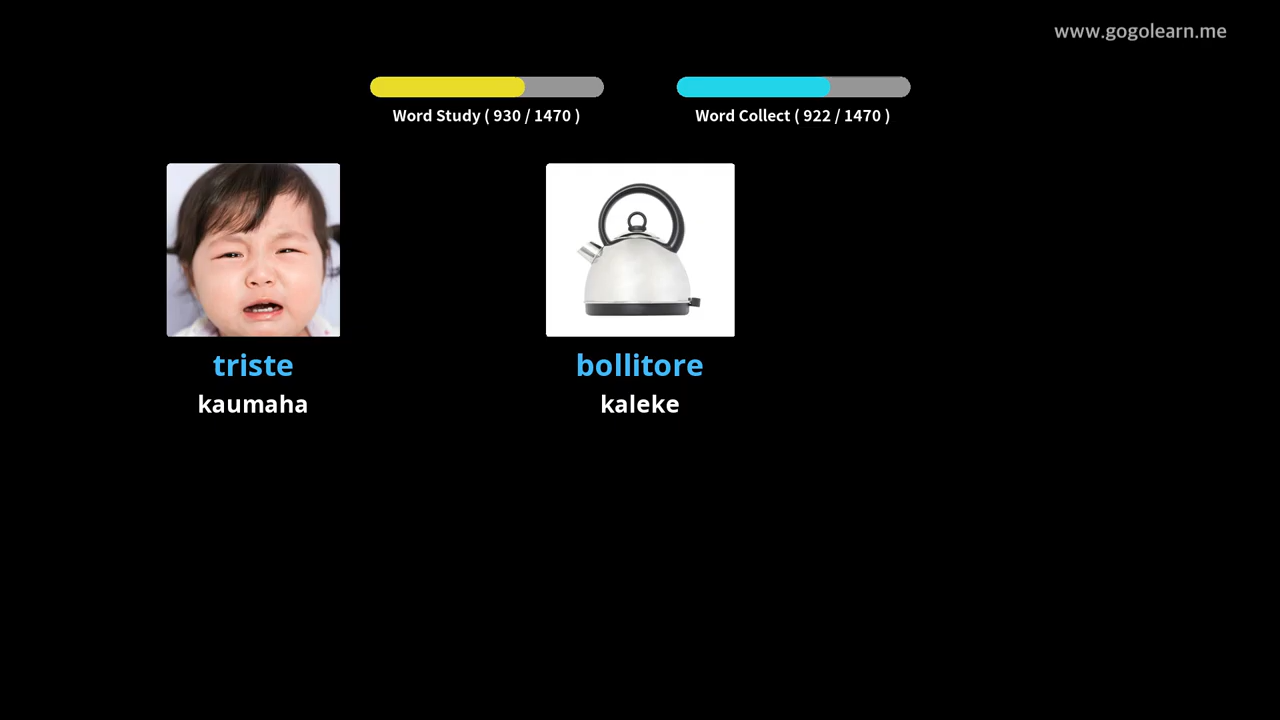 www.gogolearn.me
Word Study ( 930 / 1470 )
Word Collect ( 922 / 1470 )
triste
kaumaha
bollitore
kaleke